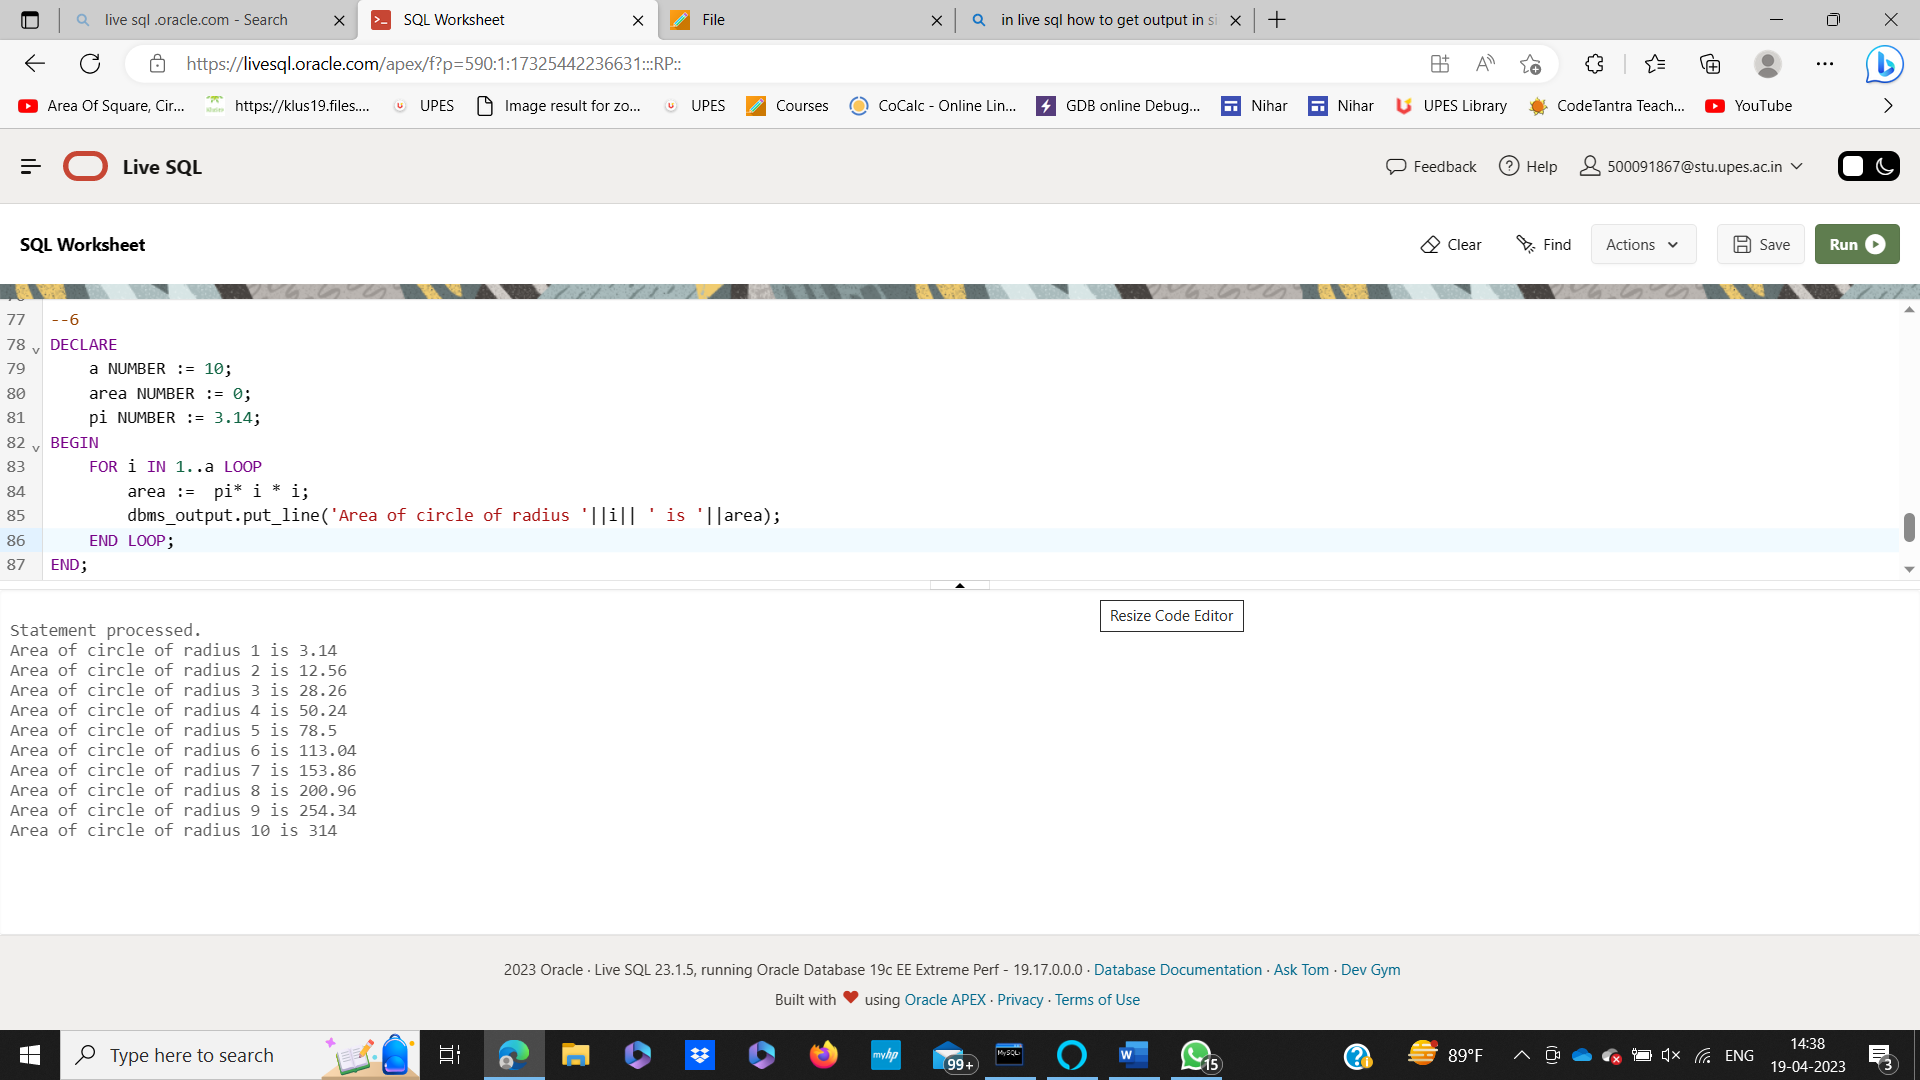 live sql .oracle.com - Search
SQL Worksheet
File
in live sql how to get output in si
https://livesql.oracle.com/apex/f?p=590:1:17325442236631:::RP::
Area Of Square, Cir...
https://klus19.files....
UPES
Image result for zo...
UPES
Courses
CoCalc - Online Lin...
GDB online Debug...
Nihar
Nihar
UPES Library
CodeTantra Teach...
YouTube
Live SQL
Feedback
Help
500091867@stu.upes.ac.in
SQL Worksheet
Clear
Find
Actions
Save
Run
77 --6
78 DECLARE
79 a NUMBER := 10;
80 area NUMBER := 0;
81 pi NUMBER := 3.14;
82 BEGIN
83 FOR i IN 1..a LOOP
84 area :=  pi* i * i;
85 dbms_output.put_line('Area of circle of radius '||i|| ' is '||area);
86 END LOOP;
87 END;
Resize Code Editor
Statement processed.
Area of circle of radius 1 is 3.14
Area of circle of radius 2 is 12.56
Area of circle of radius 3 is 28.26
Area of circle of radius 4 is 50.24
Area of circle of radius 5 is 78.5
Area of circle of radius 6 is 113.04
Area of circle of radius 7 is 153.86
Area of circle of radius 8 is 200.96
Area of circle of radius 9 is 254.34
Area of circle of radius 10 is 314
2023 Oracle · Live SQL 23.1.5, running Oracle Database 19c EE Extreme Perf - 19.17.0.0.0 · Database Documentation · Ask Tom · Dev Gym
Built with ❤ using Oracle APEX · Privacy · Terms of Use
Type here to search
myhp
99+
MySQL
W
15
89°F
ENG
14:38
19-04-2023
3